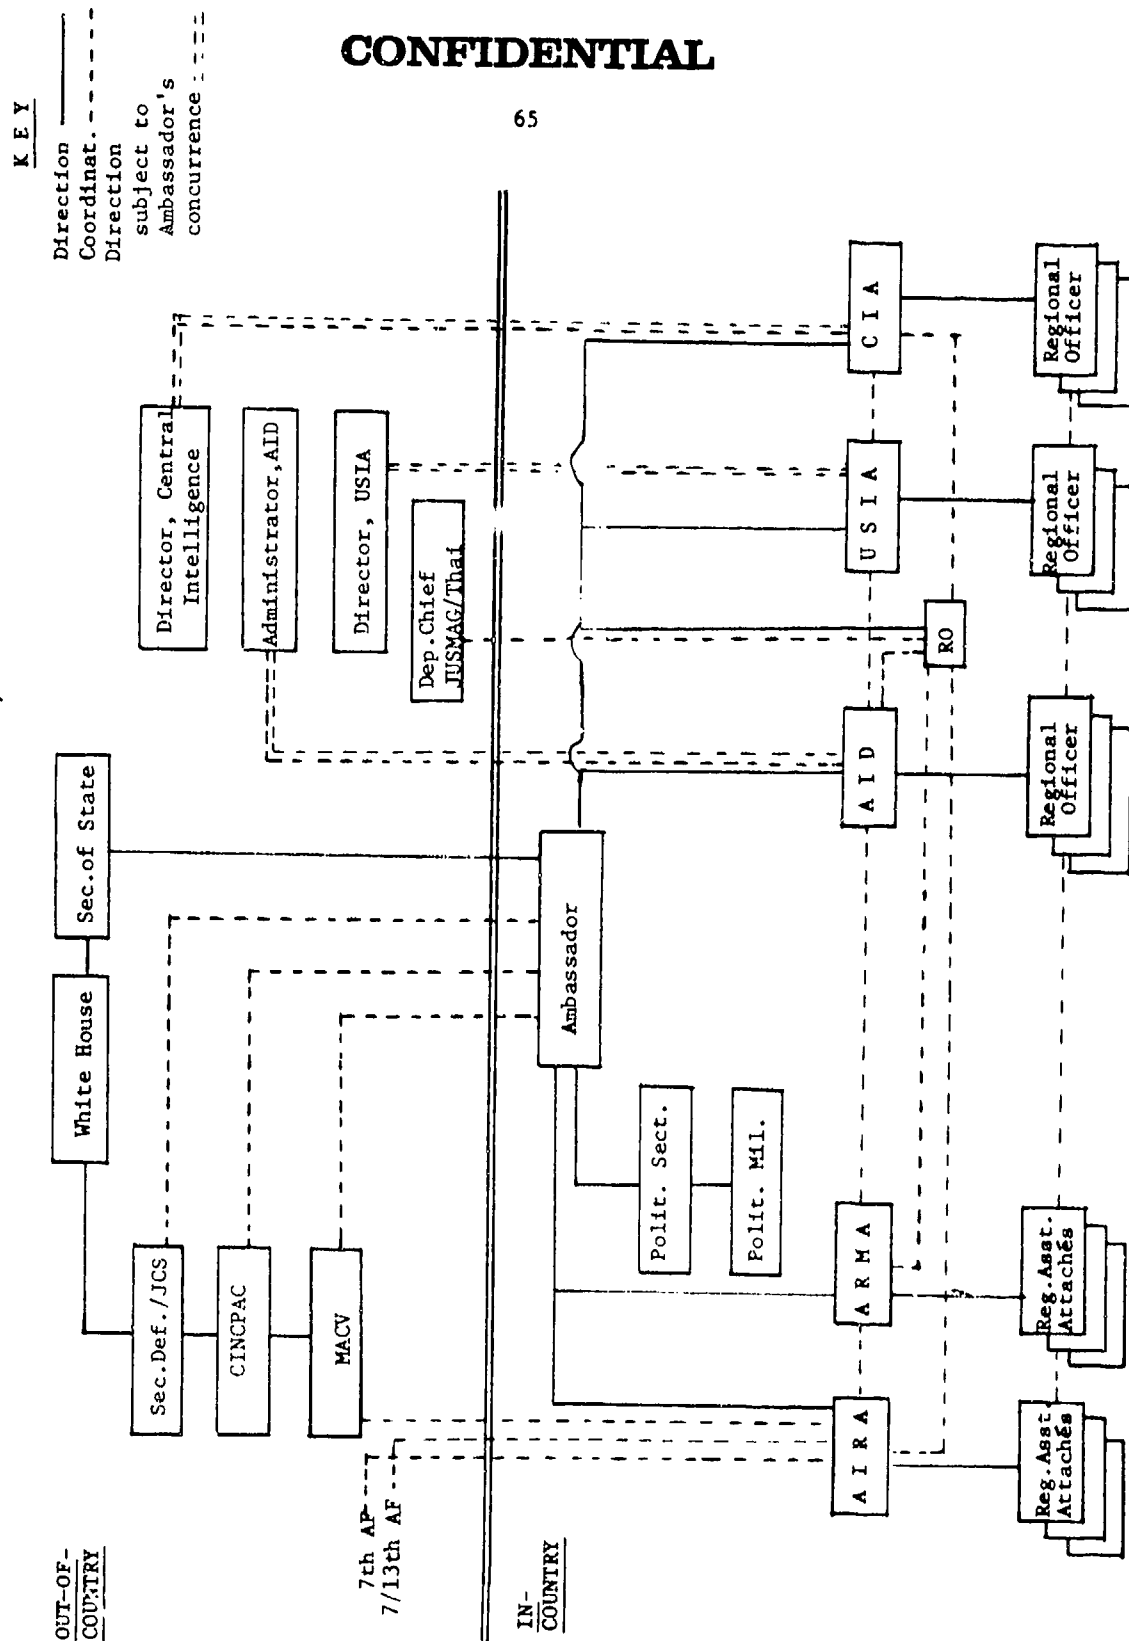 CONFIDENTIAL
65
K E Y
Direction
Coordinat.
Direction
subject to
Ambassador's
concurrence
OUT-OF-
COUNTRY
White House
Sec.of State
Sec.Def./JCS
CINCPAC
MACV
Director, Central
Intelligence
Administrator,AID
Director, USIA
Dep.Chief
JUSMAG/Thai
7th AF
7/13th AF
IN-
COUNTRY
Ambassador
Polit. Sect.
Polit. Mil.
A I R A
A R M A
A I D
RO
U S I A
C I A
Reg.Asst.
Attachés
Reg.Asst.
Attachés
Regional
Officer
Regional
Officer
Regional
Officer